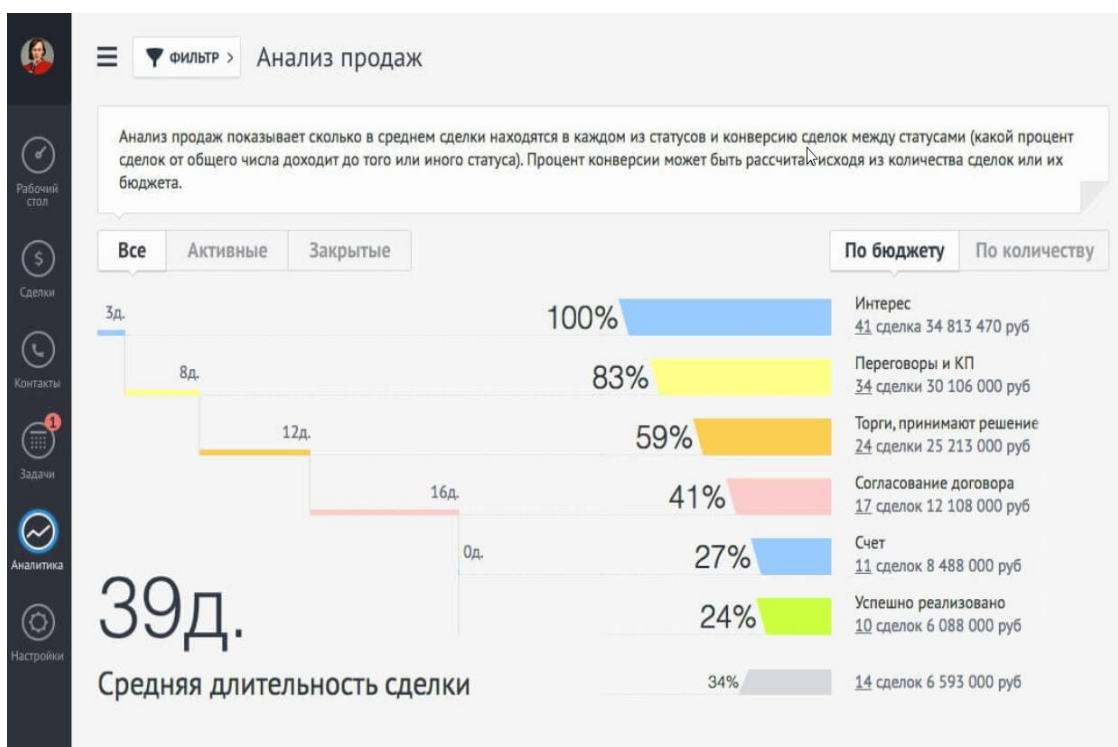 ФИЛЬТР >
Анализ продаж
Анализ продаж показывает сколько в среднем сделки находятся в каждом из статусов и конверсию сделок между статусами (какой процент
сделок от общего числа доходит до того или иного статуса). Процент конверсии может быть рассчитан исходя из количества сделок или их
бюджета.
Рабочий
стол
Сделки
Контакты
1
Задачи
Аналитика
Настройки
Все Активные Закрытые
По бюджету По количеству
3д.
100%
Интерес
41 сделка 34 813 470 руб
8д.
83%
Переговоры и КП
34 сделки 30 106 000 руб
12д.
59%
Торги, принимают решение
24 сделки 25 213 000 руб
16д.
41%
Согласование договора
17 сделок 12 108 000 руб
0д.
27%
Счет
11 сделок 8 488 000 руб
24%
Успешно реализовано
10 сделок 6 088 000 руб
39д.
Средняя длительность сделки
34%
14 сделок 6 593 000 руб